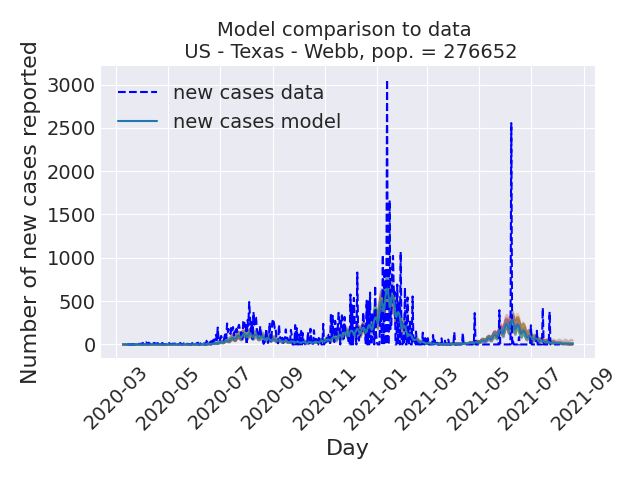 Model comparison to data
US - Texas - Webb, pop. = 276652
Number of new cases reported
3000
2500
2000
1500
1000
500
0
new cases data
new cases model
2020-03
2020-05
2020-07
2020-09
2020-11
2021-01
2021-03
2021-05
2021-07
2021-09
Day